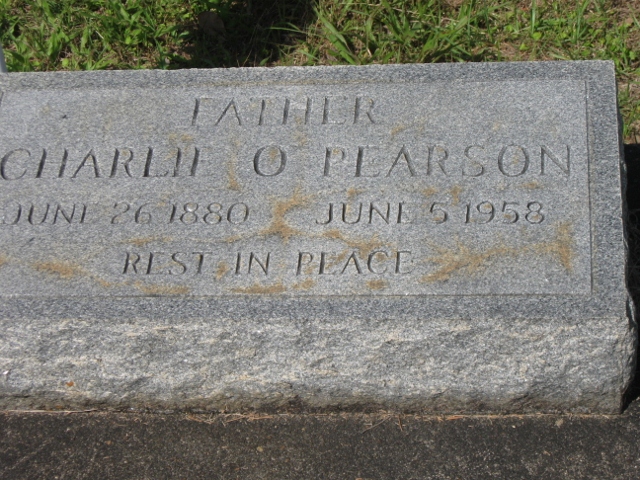 FATHER
CHARLIE O PEARSON
JUNE 26 1880 JUNE 5 1958
REST IN PEACE